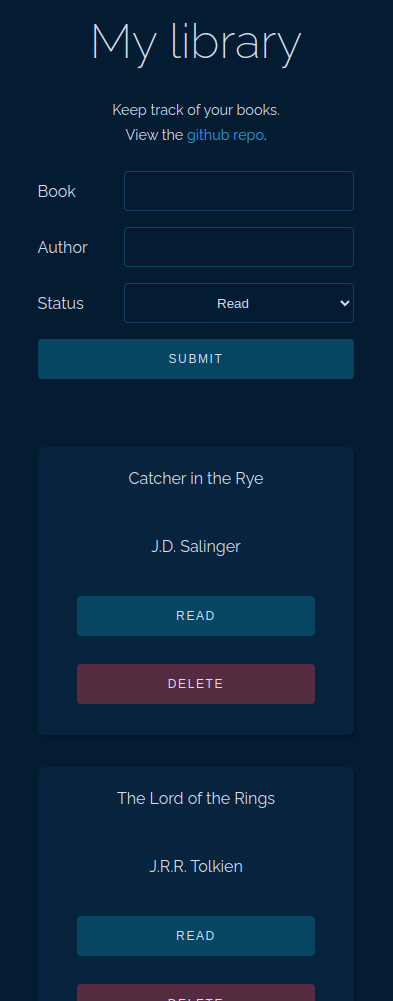 My library
Keep track of your books.
View the github repo.
Book
Author
Status
Read
SUBMIT
Catcher in the Rye
J.D. Salinger
READ
DELETE
The Lord of the Rings
J.R.R. Tolkien
READ
DELETE